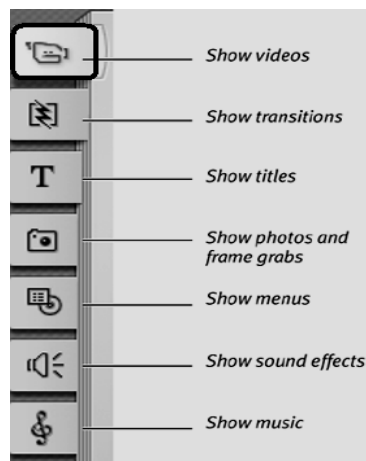 Show videos
Show transitions
T
Show titles
Show photos and
frame grabs
Show menus
Show sound effects
Show music